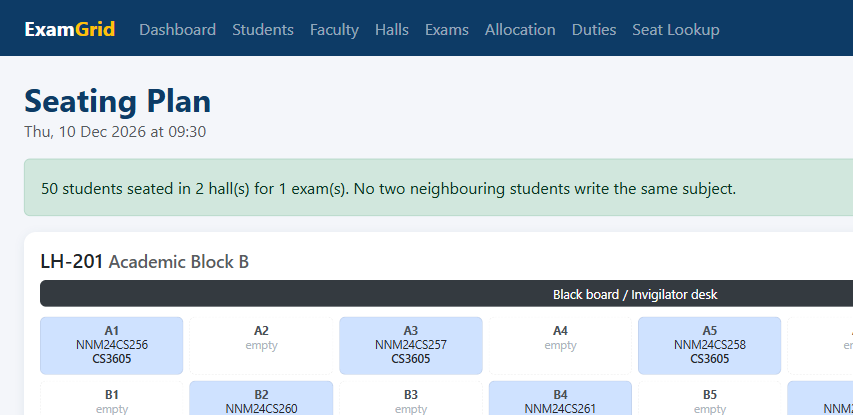 ExamGrid Dashboard Students Faculty Halls Exams Allocation Duties Seat Lookup
Seating Plan
Thu, 10 Dec 2026 at 09:30
50 students seated in 2 hall(s) for 1 exam(s). No two neighbouring students write the same subject.
LH-201 Academic Block B
Black board / Invigilator desk
A1 A2 A3 A4 A5
NNM24CS256 empty NNM24CS257 empty NNM24CS258
CS3605 CS3605 CS3605
B1 B2 B3 B4 B5
empty NNM24CS260 empty NNM24CS261 empty